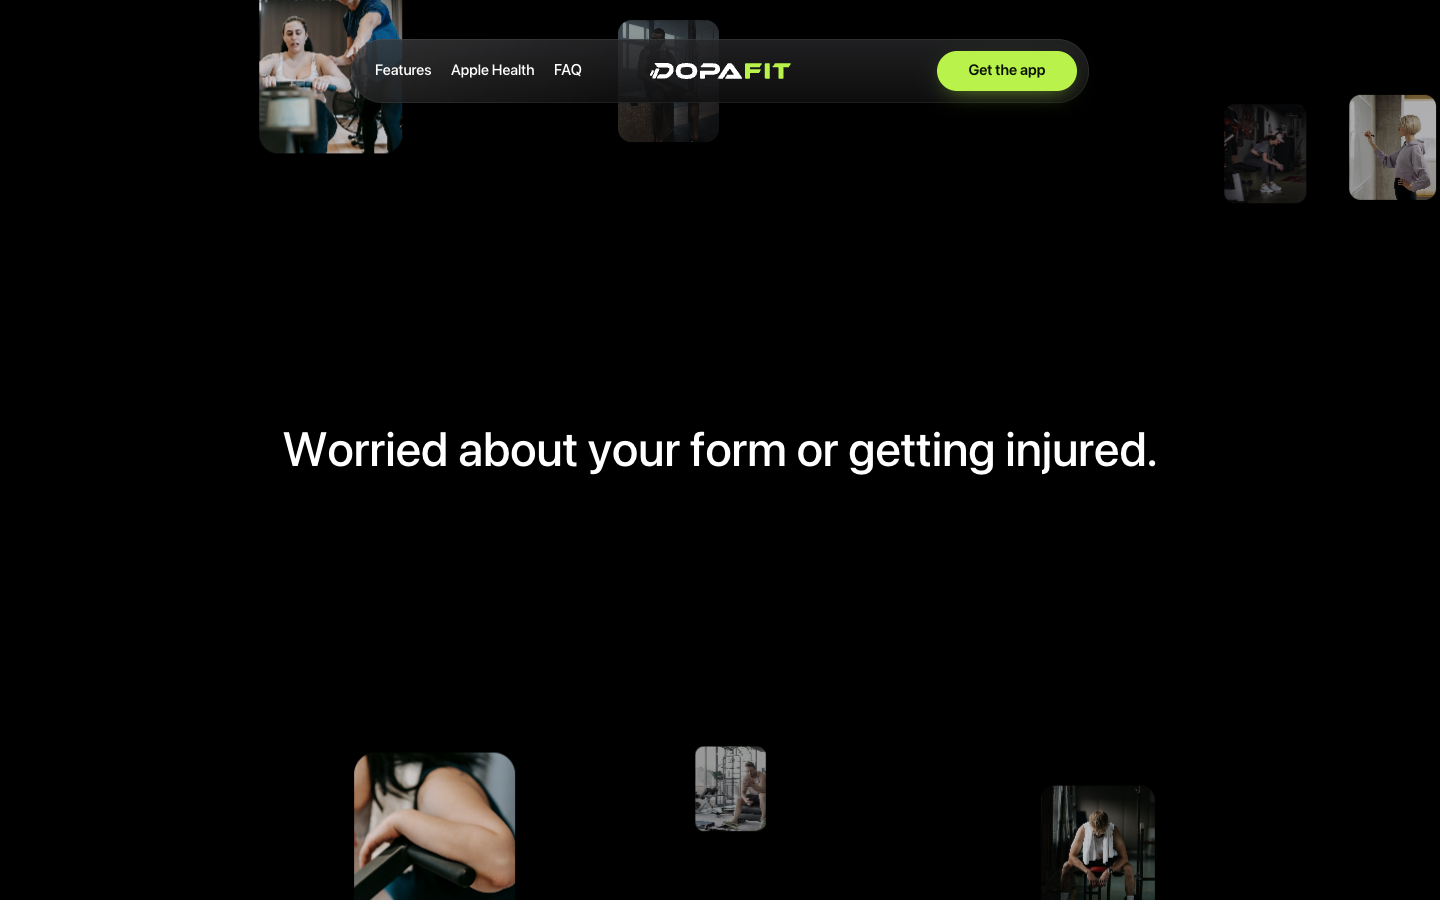 Features
Apple Health
FAQ
DOPAFIT
Get the app
Worried about your form or getting injured.